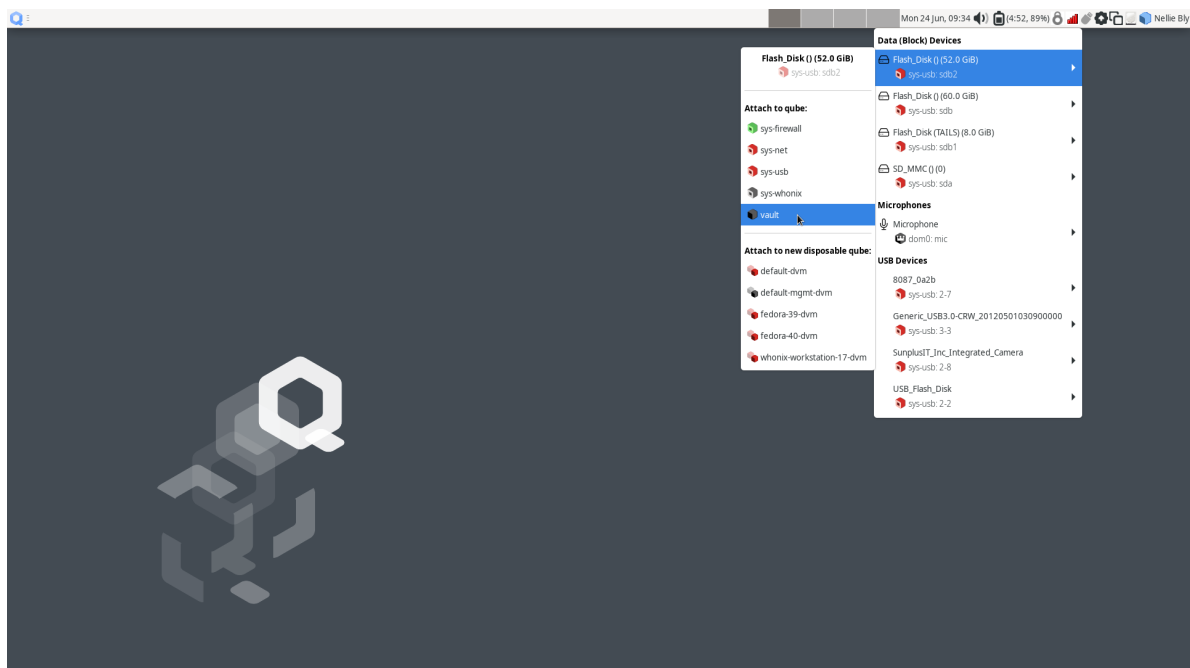 Mon 24 Jun, 09:34 (4:52, 89%) Nellie Bly
Data (Block) Devices
Flash_Disk () (52.0 GiB)
sys-usb: sdb2
Flash_Disk () (60.0 GiB)
sys-usb: sdb
Flash_Disk (TAILS) (8.0 GiB)
sys-usb: sdb1
SD_MMC () (0)
sys-usb: sda
Microphones
Microphone
dom0: mic
USB Devices
8087_0a2b
sys-usb: 2-7
Generic_USB3.0-CRW_20120501030900000
sys-usb: 3-3
SunplusIT_Inc_Integrated_Camera
sys-usb: 2-8
USB_Flash_Disk
sys-usb: 2-2
Flash_Disk () (52.0 GiB)
sys-usb: sdb2
Attach to qube:
sys-firewall
sys-net
sys-usb
sys-whonix
vault
Attach to new disposable qube:
default-dvm
default-mgmt-dvm
fedora-39-dvm
fedora-40-dvm
whonix-workstation-17-dvm